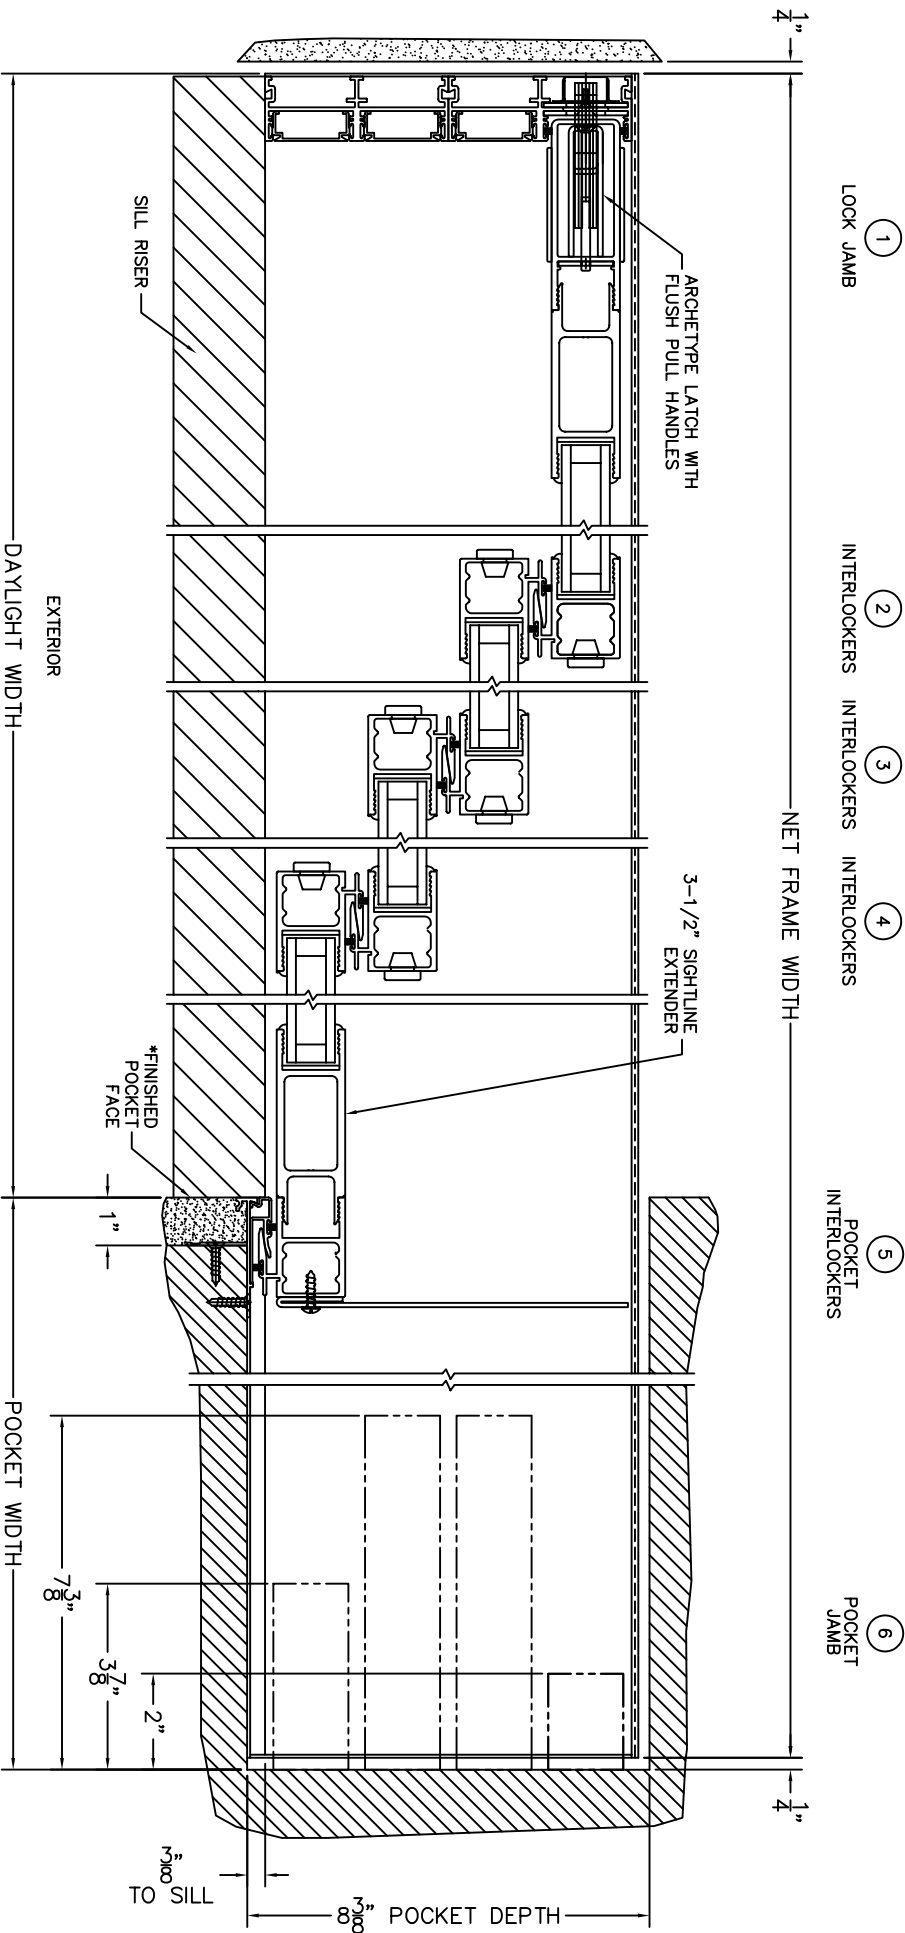 1/4"
1
LOCK JAMB
2
INTERLOCKERS
3
INTERLOCKERS
4
INTERLOCKERS
5
POCKET
INTERLOCKERS
6
POCKET
JAMB
NET FRAME WIDTH
1/4"
ARCHETYPE LATCH WITH
FLUSH PULL HANDLES
3-1/2" SIGHTLINE
EXTENDER
SILL RISER
*FINISHED
POCKET
FACE
1"
EXTERIOR
2"
3 7/8"
7 3/8"
DAYLIGHT WIDTH
POCKET WIDTH
3/8"
TO SILL
8 3/8" POCKET DEPTH